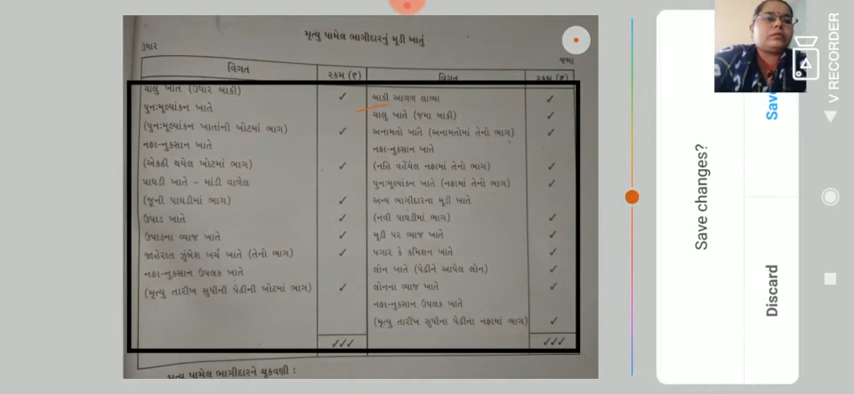 મૃત્યુ પામેલ ભાગીદારનું મૂડી ખાતું
ઉધાર
જમા
વિગત
રકમ (₹)
વિગત
રકમ (₹)
ચાલુ ખાતે (ઉધાર બાકી)
પુનઃમૂલ્યાંકન ખાતે
(પુનઃમૂલ્યાંકન ખાતાની ખોટમાં ભાગ)
નફા-નુકસાન ખાતે
(એકઠી થયેલ ખોટમાં ભાગ)
પાઘડી ખાતે - માંડી વાળેલ
(જૂની પાઘડીમાં ભાગ)
ઉપાડ ખાતે
ઉપાડના વ્યાજ ખાતે
જાહેરાત ઝુંબેશ ખર્ચ ખાતે (તેનો ભાગ)
નફા-નુકસાન ઉપલક ખાતે
(મૃત્યુ તારીખ સુધીની પેઢીની ખોટમાં ભાગ)
બાકી આગળ લાવ્યા
ચાલુ ખાતે (જમા બાકી)
અનામતો ખાતે (અનામતોમાં તેનો ભાગ)
નફા-નુકસાન ખાતે
(નહિ વહેંચેલ નફામાં તેનો ભાગ)
પુનઃમૂલ્યાંકન ખાતે (નફામાં તેનો ભાગ)
અન્ય ભાગીદારના મૂડી ખાતે
(નવી પાઘડીમાં ભાગ)
મૂડી પર વ્યાજ ખાતે
પગાર કે કમિશન ખાતે
લોન ખાતે (પેઢીને આપેલ લોન)
લોનના વ્યાજ ખાતે
નફા-નુકસાન ઉપલક ખાતે
(મૃત્યુ તારીખ સુધીના પેઢીના નફામાં ભાગ)
મૃત્યુ પામેલ ભાગીદારને ચૂકવણી :
Save changes?
Save
Discard
V RECORDER